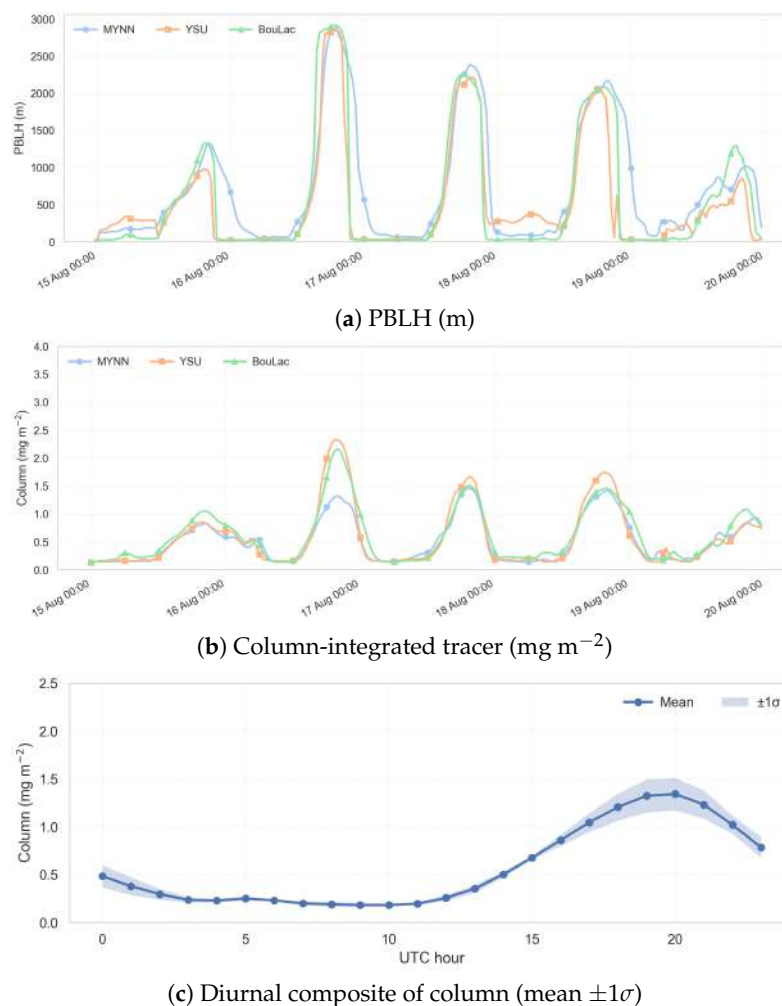 3000
MYNN YSU BouLac
2500
2000
PBLH (m)
1500
1000
500
0
15 Aug 00:00 16 Aug 00:00 17 Aug 00:00 18 Aug 00:00 19 Aug 00:00 20 Aug 00:00
(a) PBLH (m)
4.0
MYNN YSU BouLac
3.5
3.0
2.5
Column (mg m⁻²)
2.0
1.5
1.0
0.5
0.0
15 Aug 00:00 16 Aug 00:00 17 Aug 00:00 18 Aug 00:00 19 Aug 00:00 20 Aug 00:00
(b) Column-integrated tracer (mg m⁻²)
2.5
Mean ±1σ
2.0
Column (mg m⁻²)
1.5
1.0
0.5
0.0
0 5 10 15 20
UTC hour
(c) Diurnal composite of column (mean ±1σ)